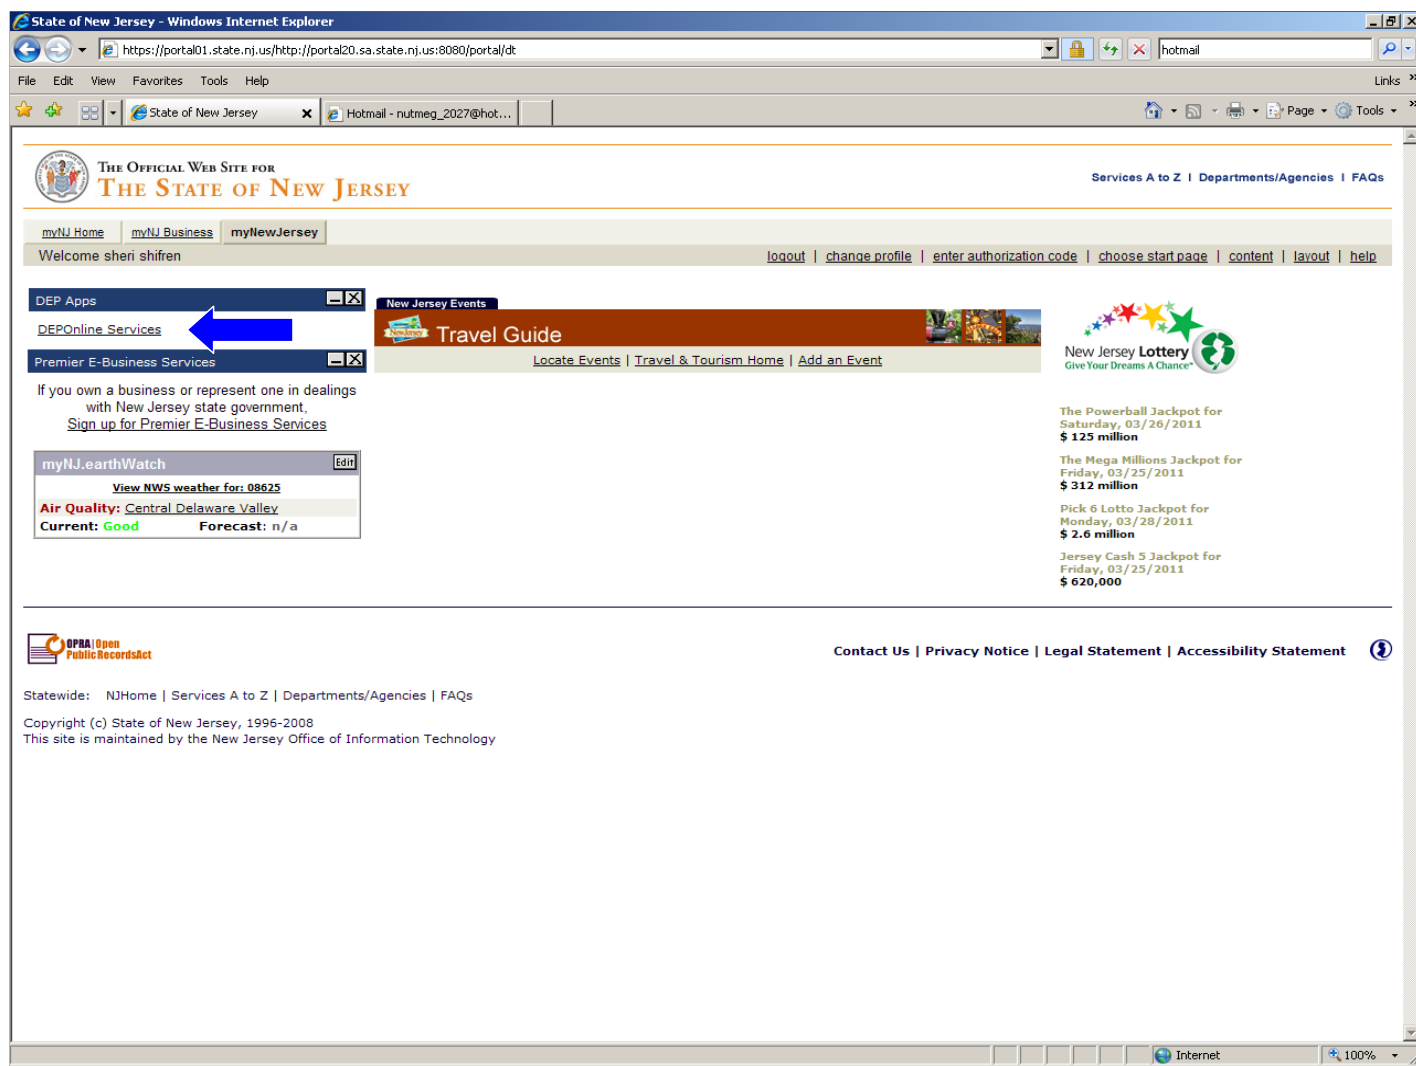 State of New Jersey - Windows Internet Explorer
https://portal01.state.nj.us/http://portal20.sa.state.nj.us:8080/portal/dt
hotmail
File Edit View Favorites Tools Help
Links
State of New Jersey
Hotmail - nutmeg_2027@hot...
Page
Tools
THE OFFICIAL WEB SITE FOR
THE STATE OF NEW JERSEY
Services A to Z | Departments/Agencies | FAQs
myNJ Home
myNJ Business
myNewJersey
Welcome sheri shifren
logout | change profile | enter authorization code | choose start page | content | layout | help
DEP Apps
DEPOnline Services
Premier E-Business Services
If you own a business or represent one in dealings
with New Jersey state government,
Sign up for Premier E-Business Services
myNJ.earthWatch
Edit
View NWS weather for: 08625
Air Quality: Central Delaware Valley
Current: Good Forecast: n/a
New Jersey Events
Travel Guide
Locate Events | Travel & Tourism Home | Add an Event
New Jersey Lottery
Give Your Dreams A Chance
The Powerball Jackpot for
Saturday, 03/26/2011
$ 125 million
The Mega Millions Jackpot for
Friday, 03/25/2011
$ 312 million
Pick 6 Lotto Jackpot for
Monday, 03/28/2011
$ 2.6 million
Jersey Cash 5 Jackpot for
Friday, 03/25/2011
$ 620,000
OPRA | Open
Public Records Act
Contact Us | Privacy Notice | Legal Statement | Accessibility Statement
Statewide: NJHome | Services A to Z | Departments/Agencies | FAQs
Copyright (c) State of New Jersey, 1996-2008
This site is maintained by the New Jersey Office of Information Technology
Internet
100%